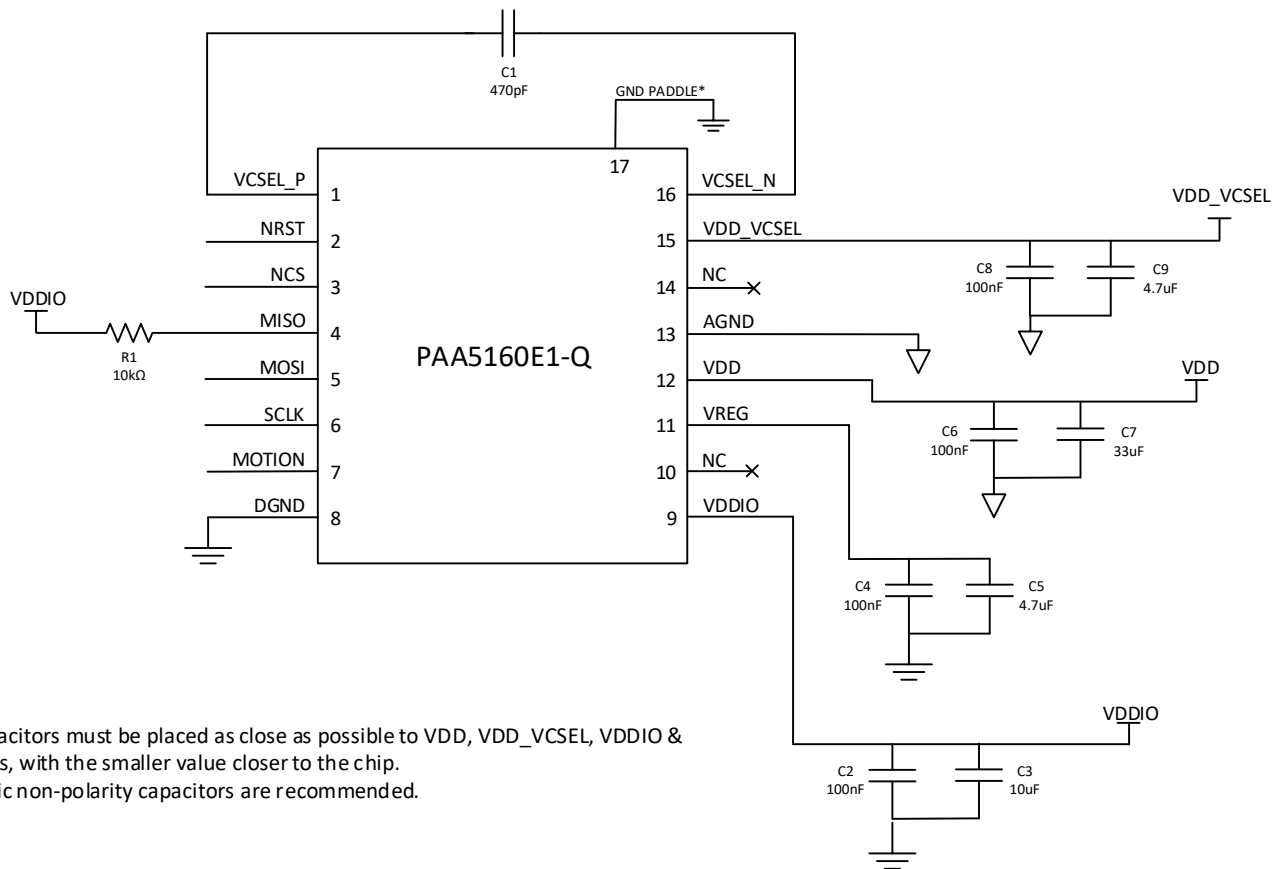 C1
470pF
GND PADDLE*
17
VCSEL_P
1
16
VCSEL_N
VDD_VCSEL
NRST
2
15
VDD_VCSEL
C8
100nF
C9
4.7uF
NCS
3
14
NC
VDDIO
R1
10kΩ
MISO
4
13
AGND
PAA5160E1-Q
MOSI
5
12
VDD
VDD
C6
100nF
C7
33uF
SCLK
6
11
VREG
MOTION
7
10
NC
DGND
8
9
VDDIO
C4
100nF
C5
4.7uF
VDDIO
C2
100nF
C3
10uF
acitors must be placed as close as possible to VDD, VDD_VCSEL, VDDIO &
s, with the smaller value closer to the chip.
ic non-polarity capacitors are recommended.